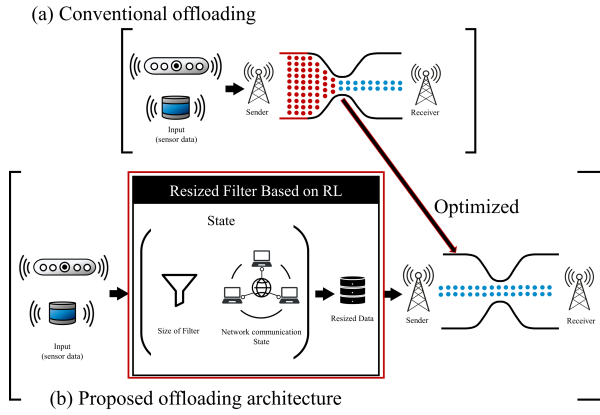 (a) Conventional offloading
Input
(sensor data)
Sender
Receiver
Resized Filter Based on RL
State
Optimized
Size of Filter
Network communication
State
Resized Data
Sender
Receiver
Input
(sensor data)
(b) Proposed offloading architecture